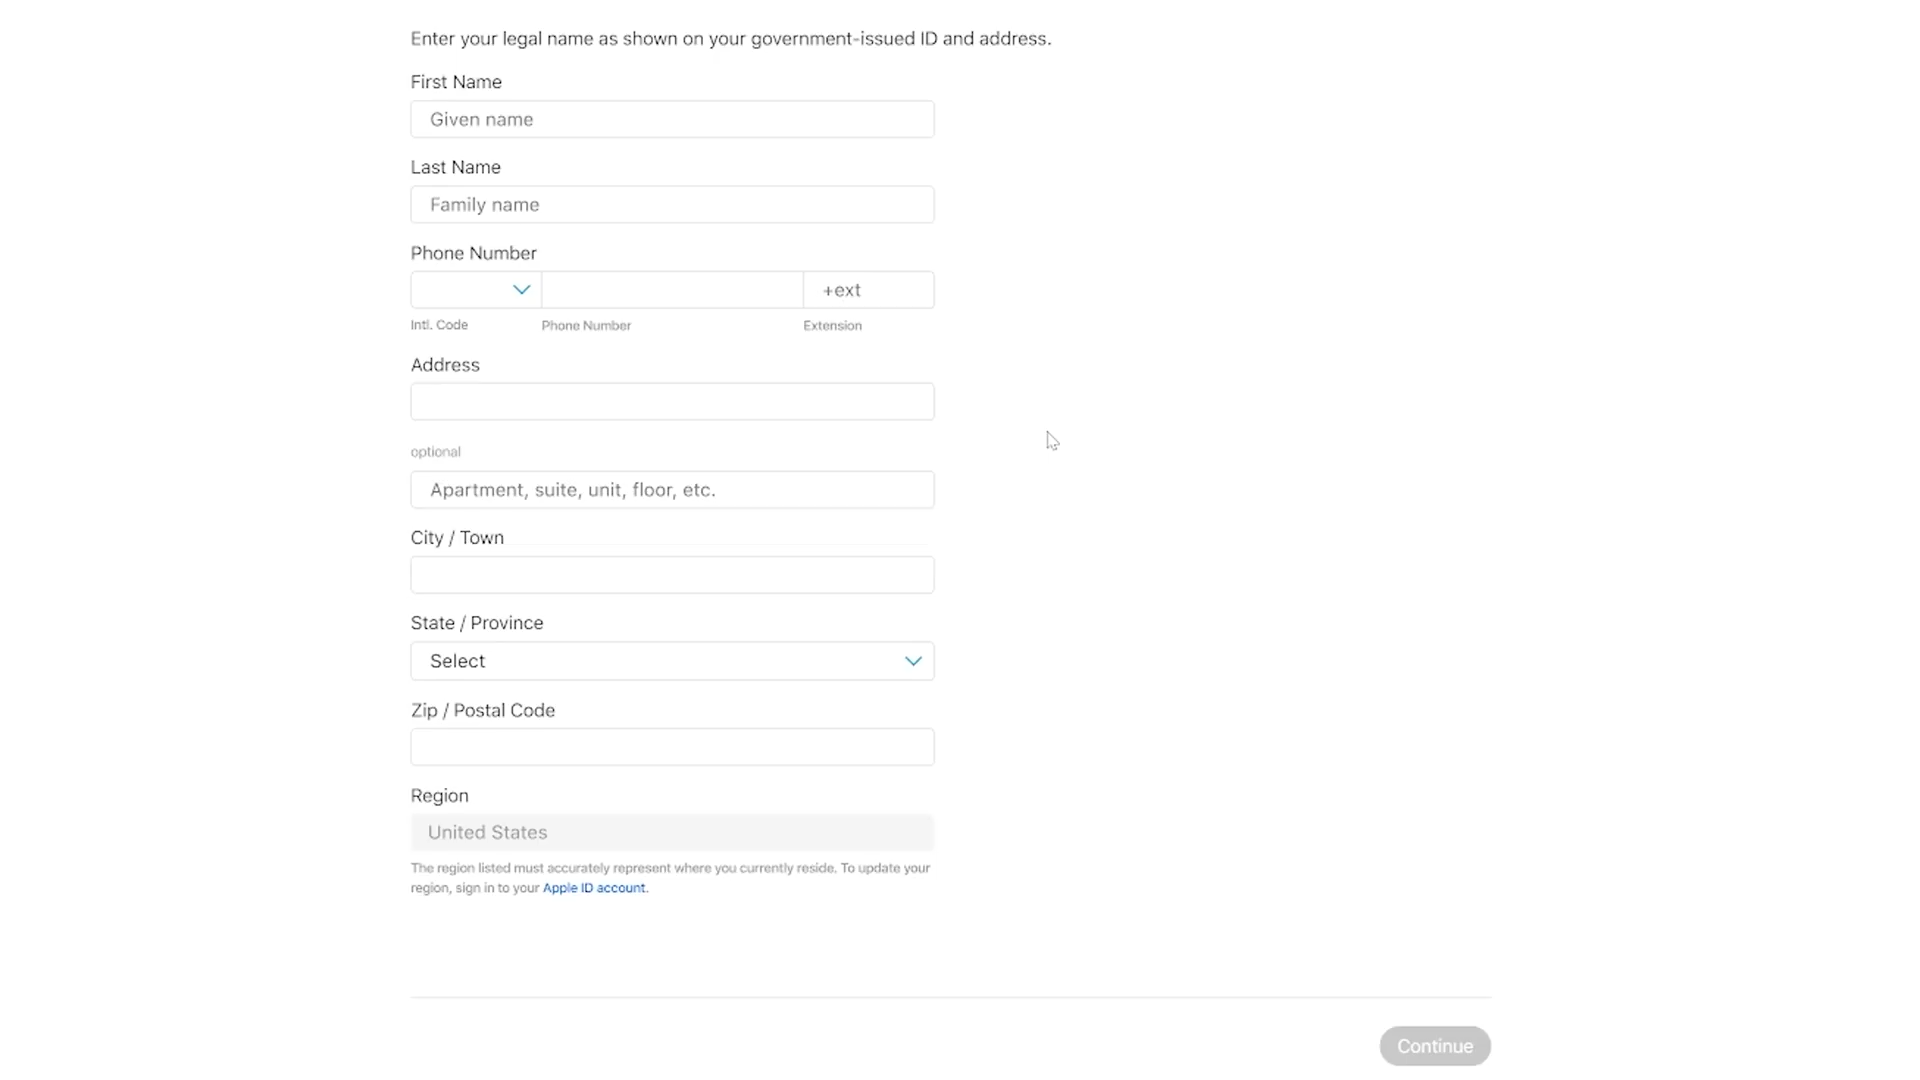 Enter your legal name as shown on your government-issued ID and address.
First Name
Given name
Last Name
Family name
Phone Number
+ext
Intl. Code Phone Number Extension
Address
optional
Apartment, suite, unit, floor, etc.
City / Town
State / Province
Select
Zip / Postal Code
Region
United States
The region listed must accurately represent where you currently reside. To update your
region, sign in to your Apple ID account.
Continue